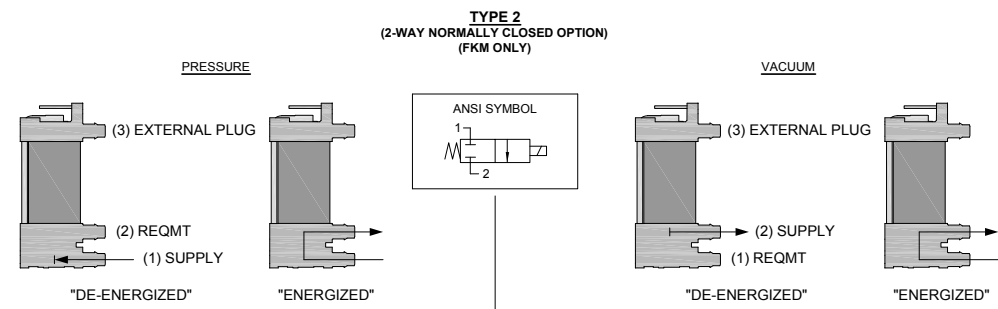 TYPE 2
(2-WAY NORMALLY CLOSED OPTION)
(FKM ONLY)
PRESSURE
(3) EXTERNAL PLUG
(2) REQMT
(1) SUPPLY
"DE-ENERGIZED"
"ENERGIZED"
ANSI SYMBOL
1
2
VACUUM
(3) EXTERNAL PLUG
(2) SUPPLY
(1) REQMT
"DE-ENERGIZED"
"ENERGIZED"